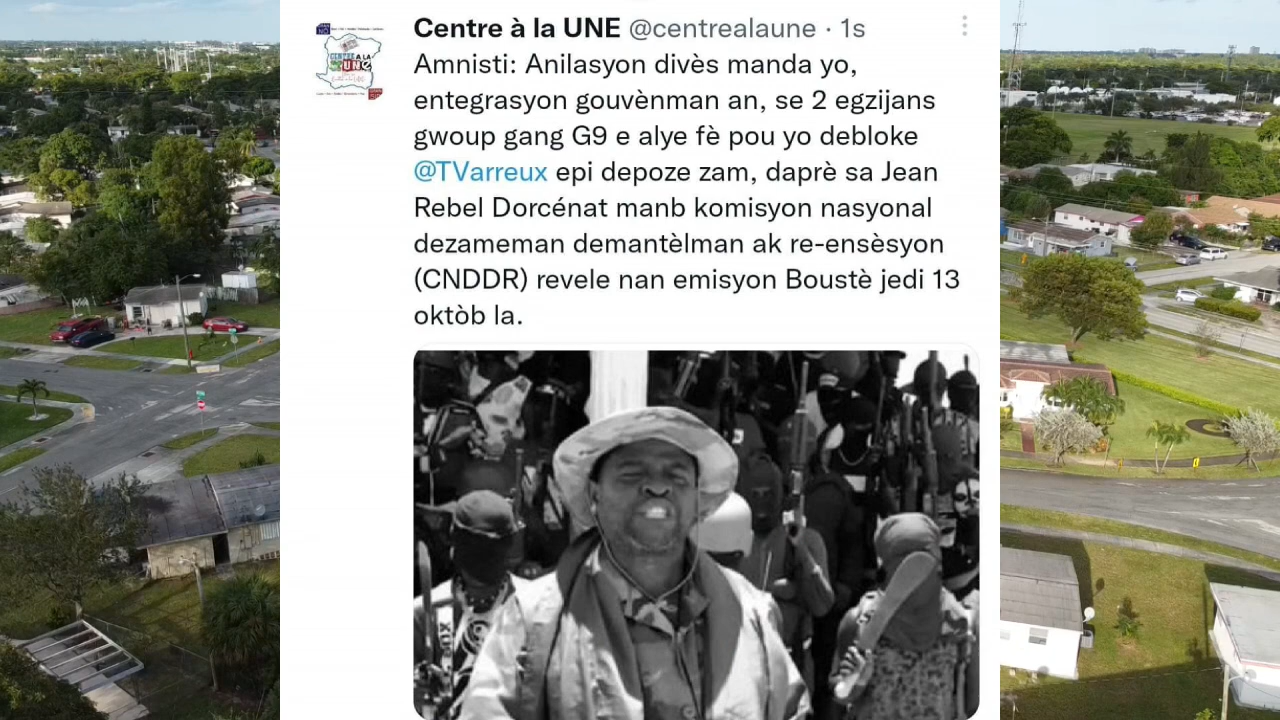 Centre à la UNE @centrealaune · 1s
Amnisti: Anilasyon divès manda yo,
entegrasyon gouvènman an, se 2 egzijans
gwoup gang G9 e alye fè pou yo debloke
@TVarreux epi depoze zam, daprè sa Jean
Rebel Dorcénat manb komisyon nasyonal
dezameman demantèlman ak re-ensèsyon
(CNDDR) revele nan emisyon Boustè jedi 13
oktòb la.